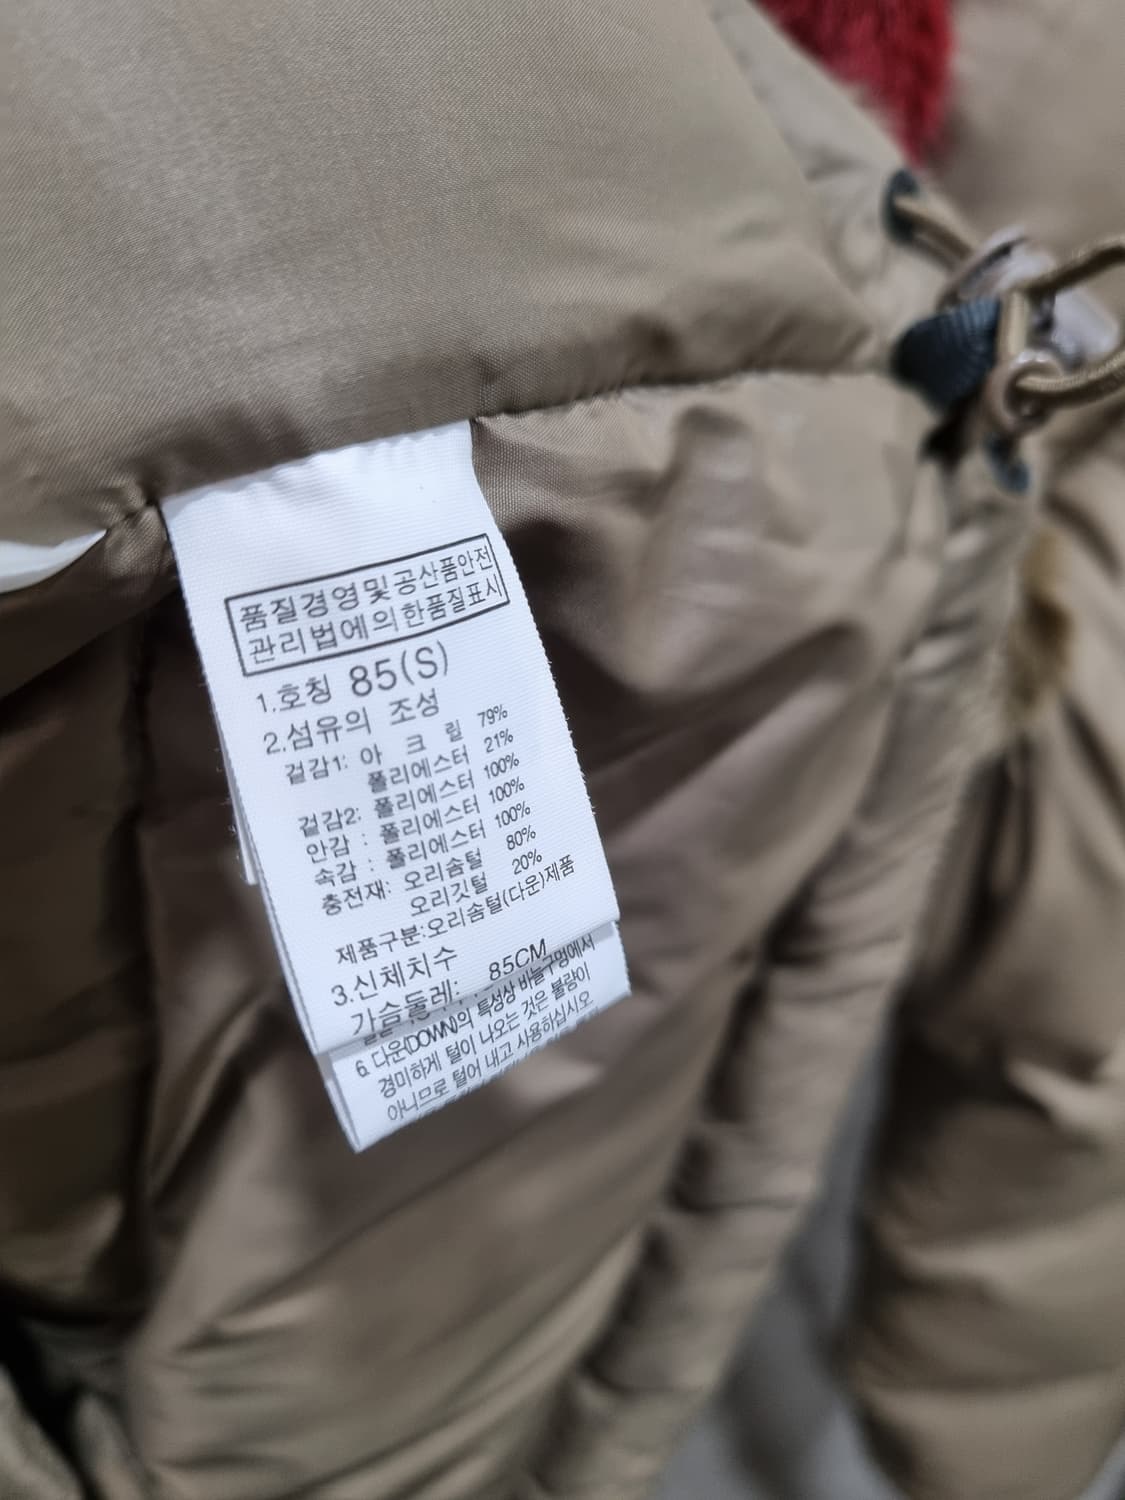 품질경영및공산품안전
관리법에의한품질표시
1.호칭 85(S)
2.섬유의 조성
겉감1: 아 크 릴 79%
폴리에스터 21%
겉감2: 폴리에스터 100%
안감 : 폴리에스터 100%
속감 : 폴리에스터 100%
충전재: 오리솜털 80%
오리깃털 20%
제품구분:오리솜털(다운)제품
3.신체치수
가슴둘레: 85CM
6. 다운(DOWN)의 특성상 바늘구멍에서
경미하게 털이 나오는 것은 불량이
아니므로 털어 내고 사용하십시오